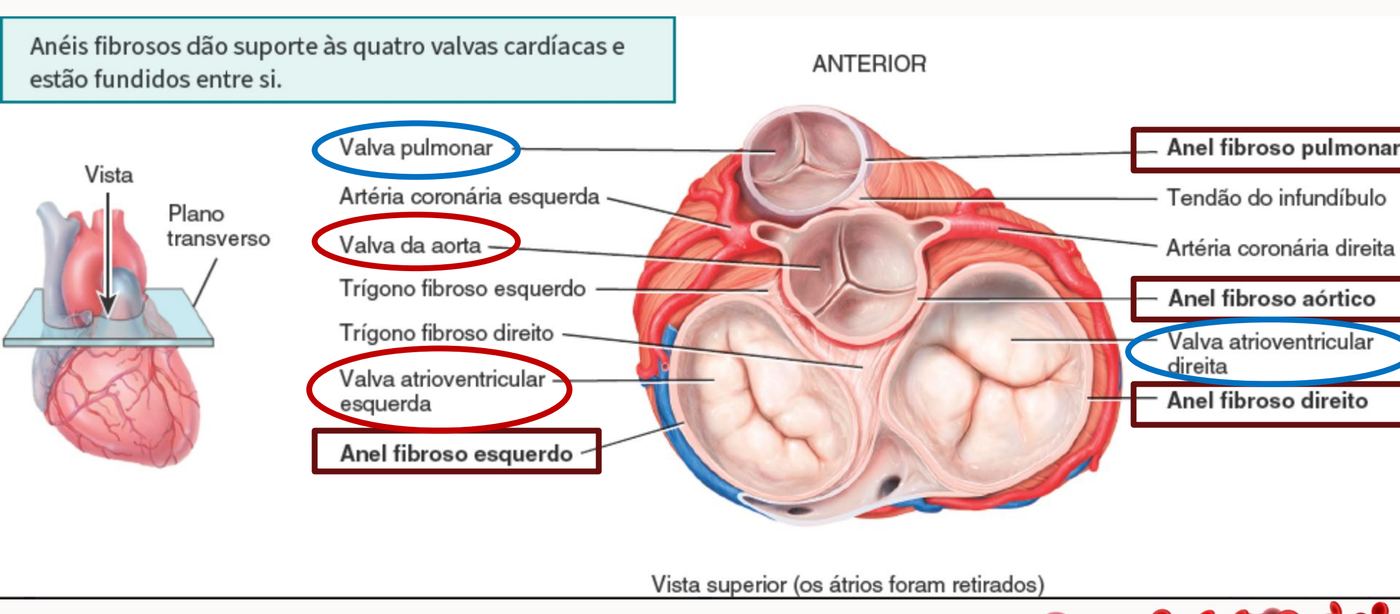 Anéis fibrosos dão suporte às quatro valvas cardíacas e
estão fundidos entre si.
ANTERIOR
Vista
Plano
transverso
Valva pulmonar
Artéria coronária esquerda
Valva da aorta
Trígono fibroso esquerdo
Trígono fibroso direito
Valva atrioventricular
esquerda
Anel fibroso esquerdo
Anel fibroso pulmonar
Tendão do infundíbulo
Artéria coronária direita
Anel fibroso aórtico
Valva atrioventricular
direita
Anel fibroso direito
Vista superior (os átrios foram retirados)